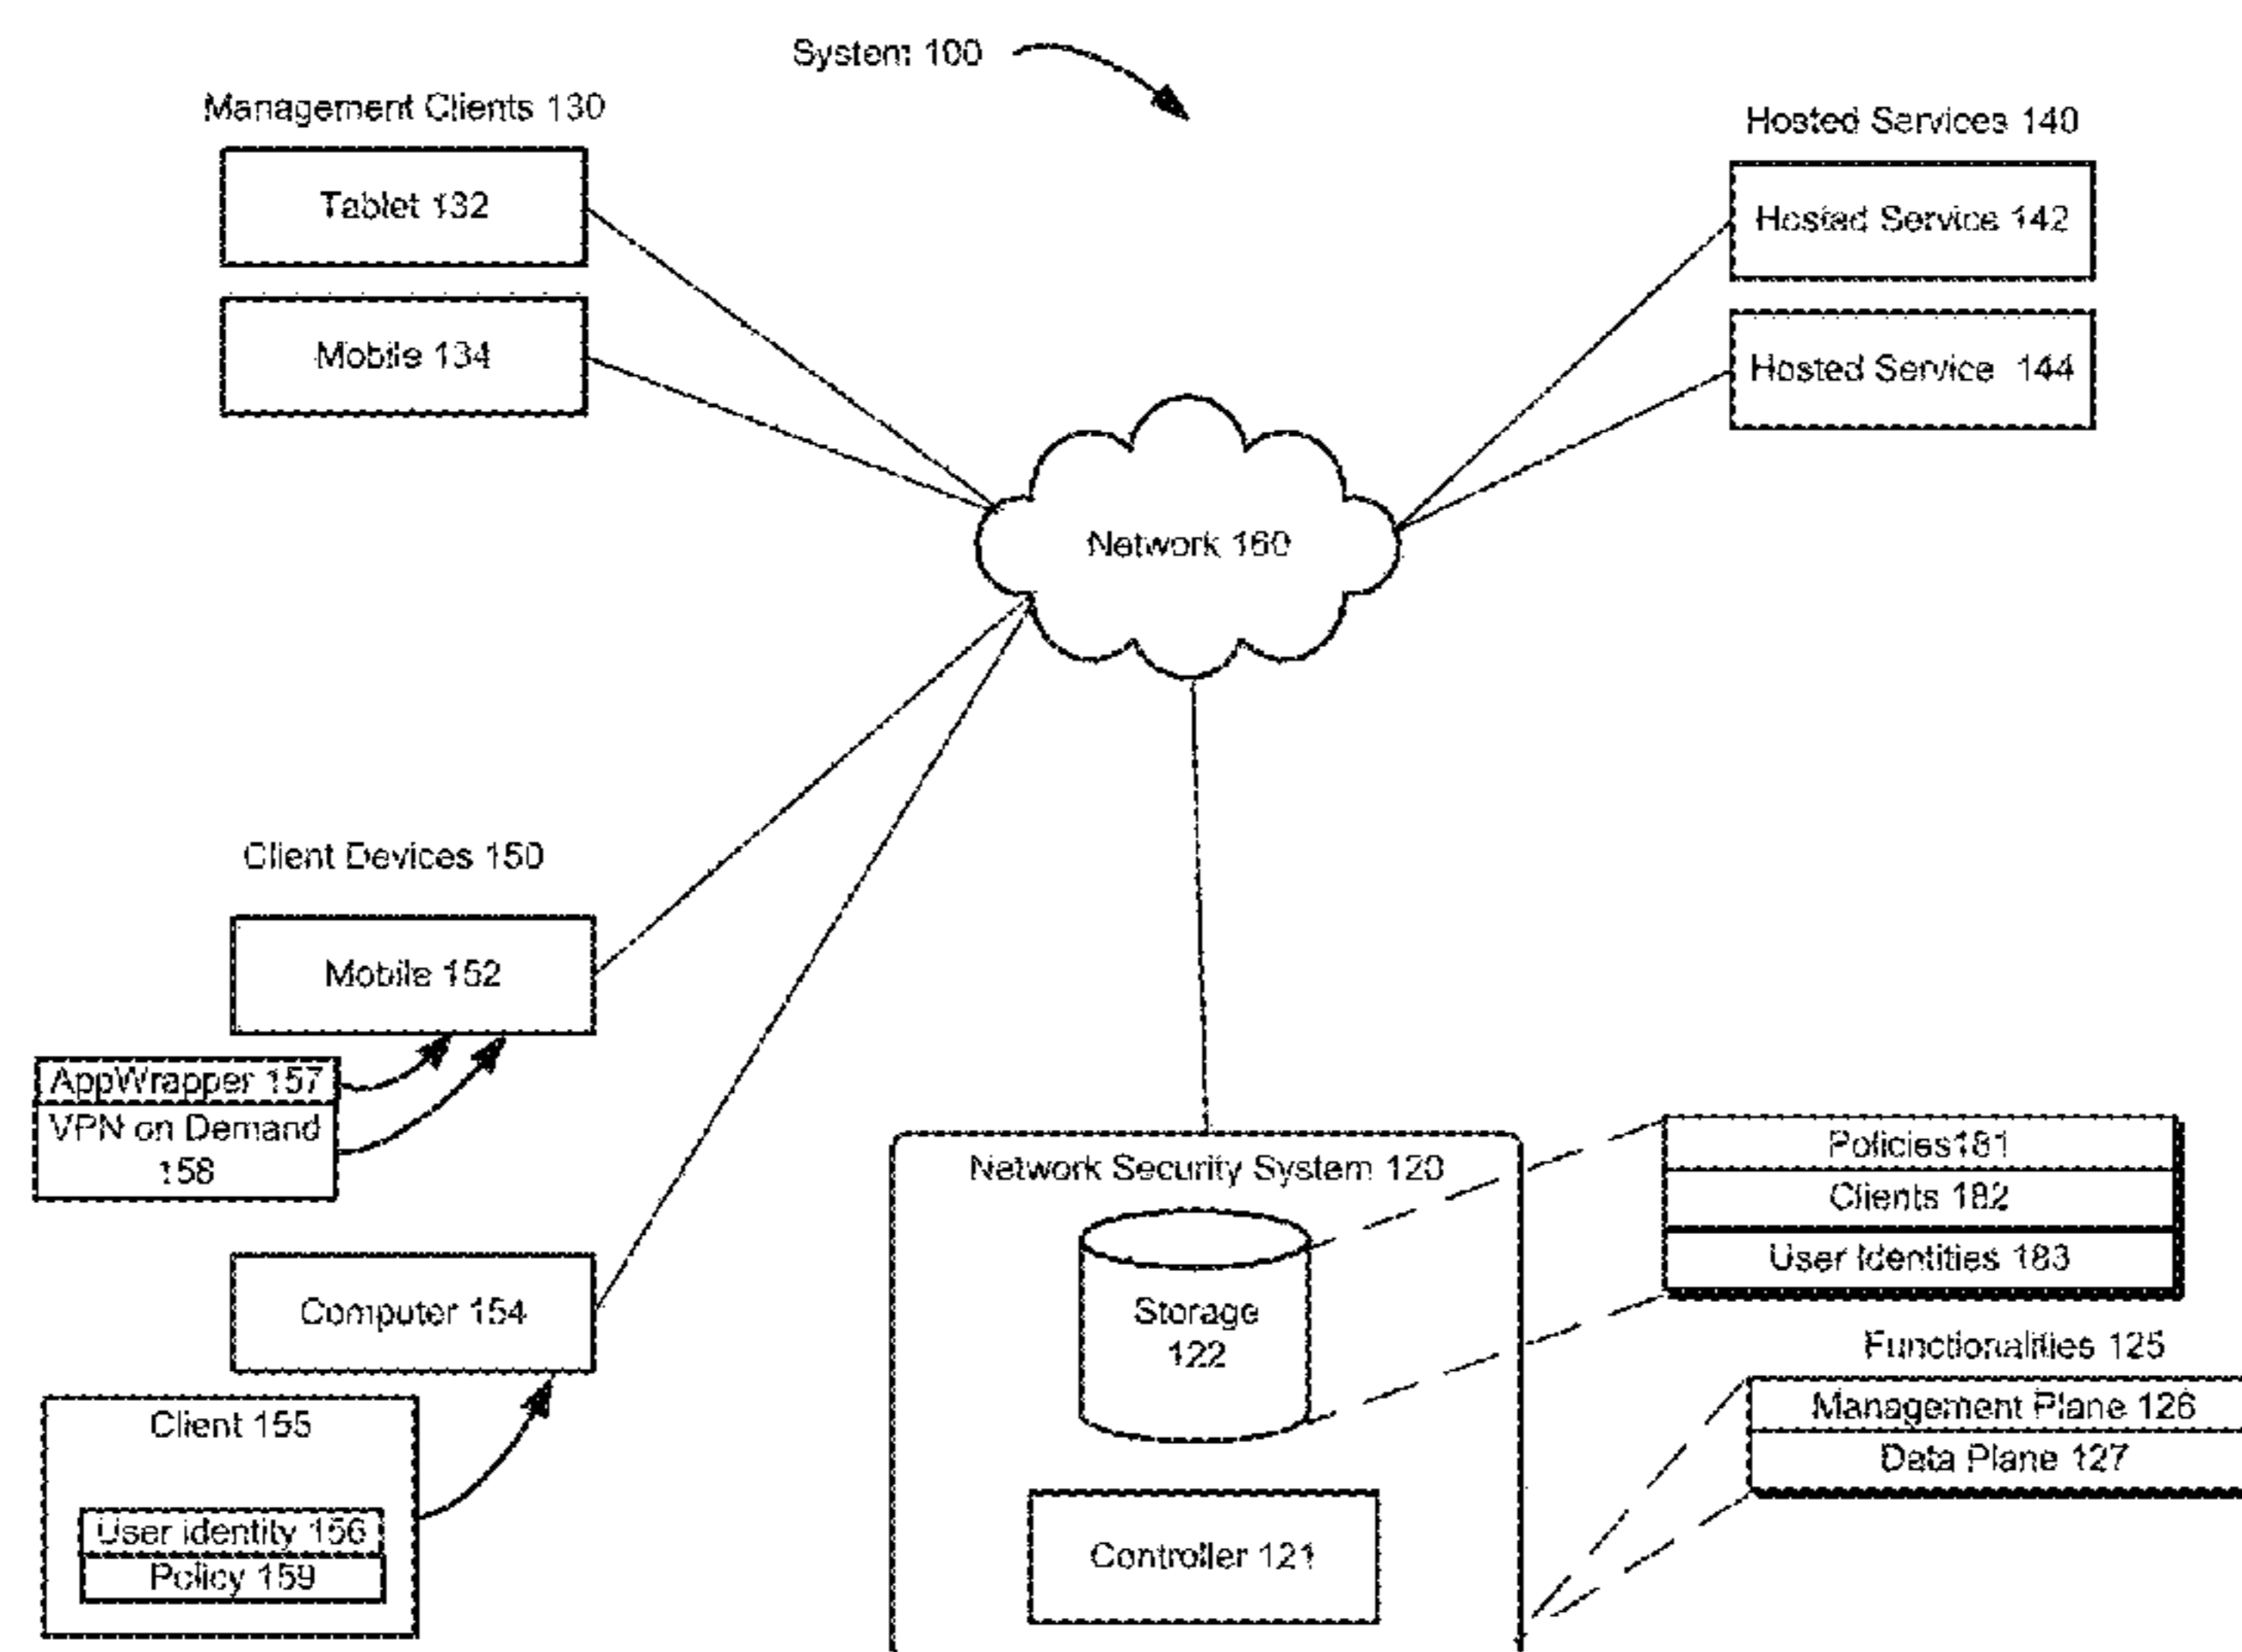 System 100
Management Clients 130
Tablet 132
Mobile 134
Hosted Services 140
Hosted Service 142
Hosted Service 144
Network 160
Client Devices 150
Mobile 152
AppWrapper 157
VPN on Demand
158
Computer 154
Client 155
User identity 156
Policy 159
Network Security System 120
Storage
122
Controller 121
Policies181
Clients 182
User Identities 183
Functionalities 125
Management Plane 126
Data Plane 127